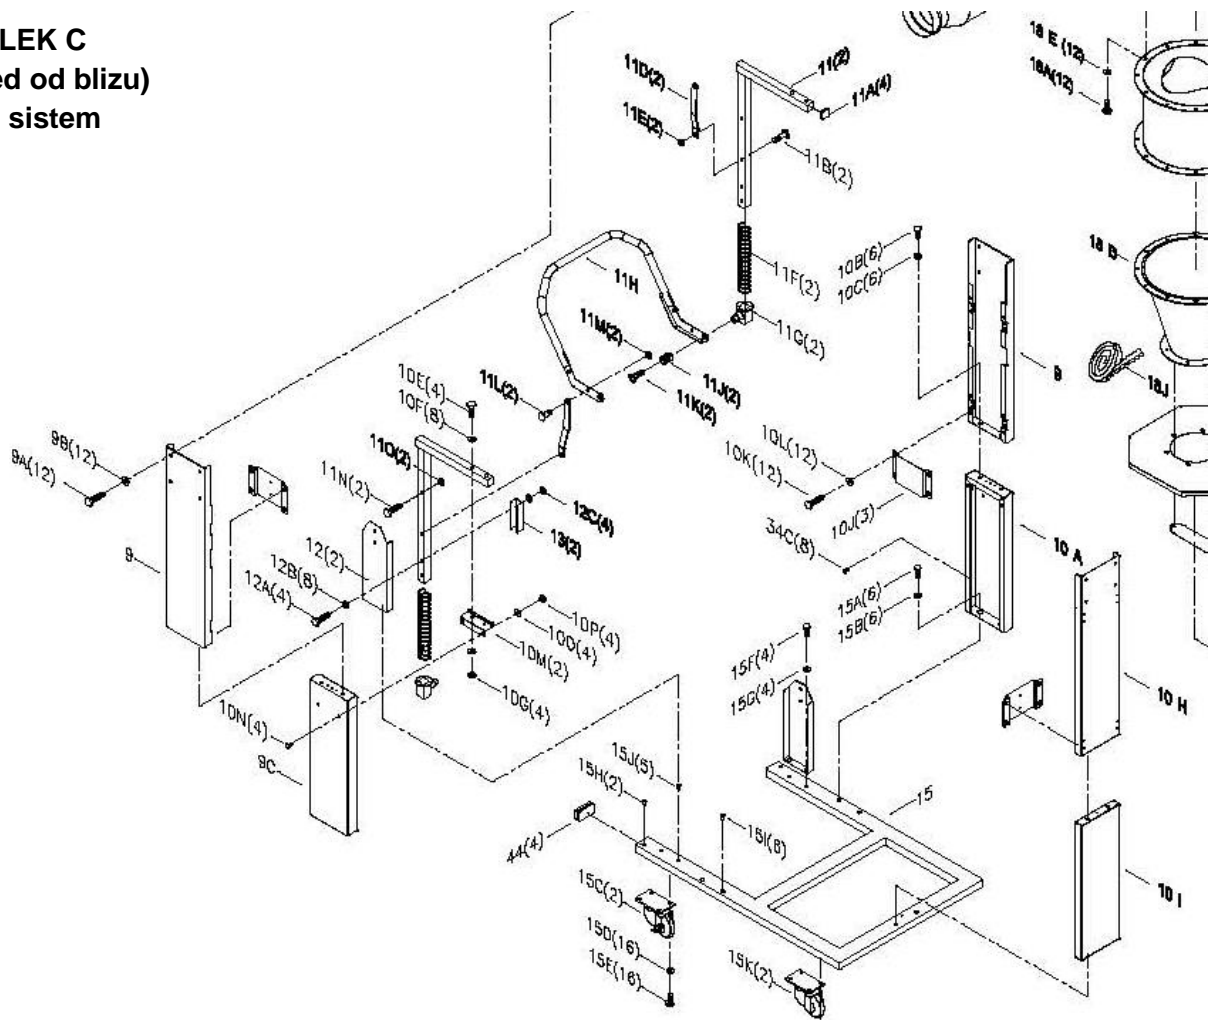 LEK C
ed od blizu)
sistem
18 E (12)
18A(12)
11D(2)
11(2)
11A(4)
11E(2)
11B(2)
18 B
10B(6)
10C(6)
11F(2)
11H
11M(2)
11G(2)
18J
9
10E(4)
11L(2)
11J(2)
11K(2)
10F(8)
9B(12)
9A(12)
11O(2)
11N(2)
10L(12)
10K(12)
12C(4)
10J(3)
13(2)
34C(8)
10 A
9
12(2)
12B(8)
12A(4)
15A(6)
15B(6)
10P(4)
10O(4)
10M(2)
15F(4)
15G(4)
10G(4)
10N(4)
10 H
9C
15J(6)
15H(2)
15
44(4)
15I(8)
15C(2)
10 I
15D(16)
15E(16)
15K(2)